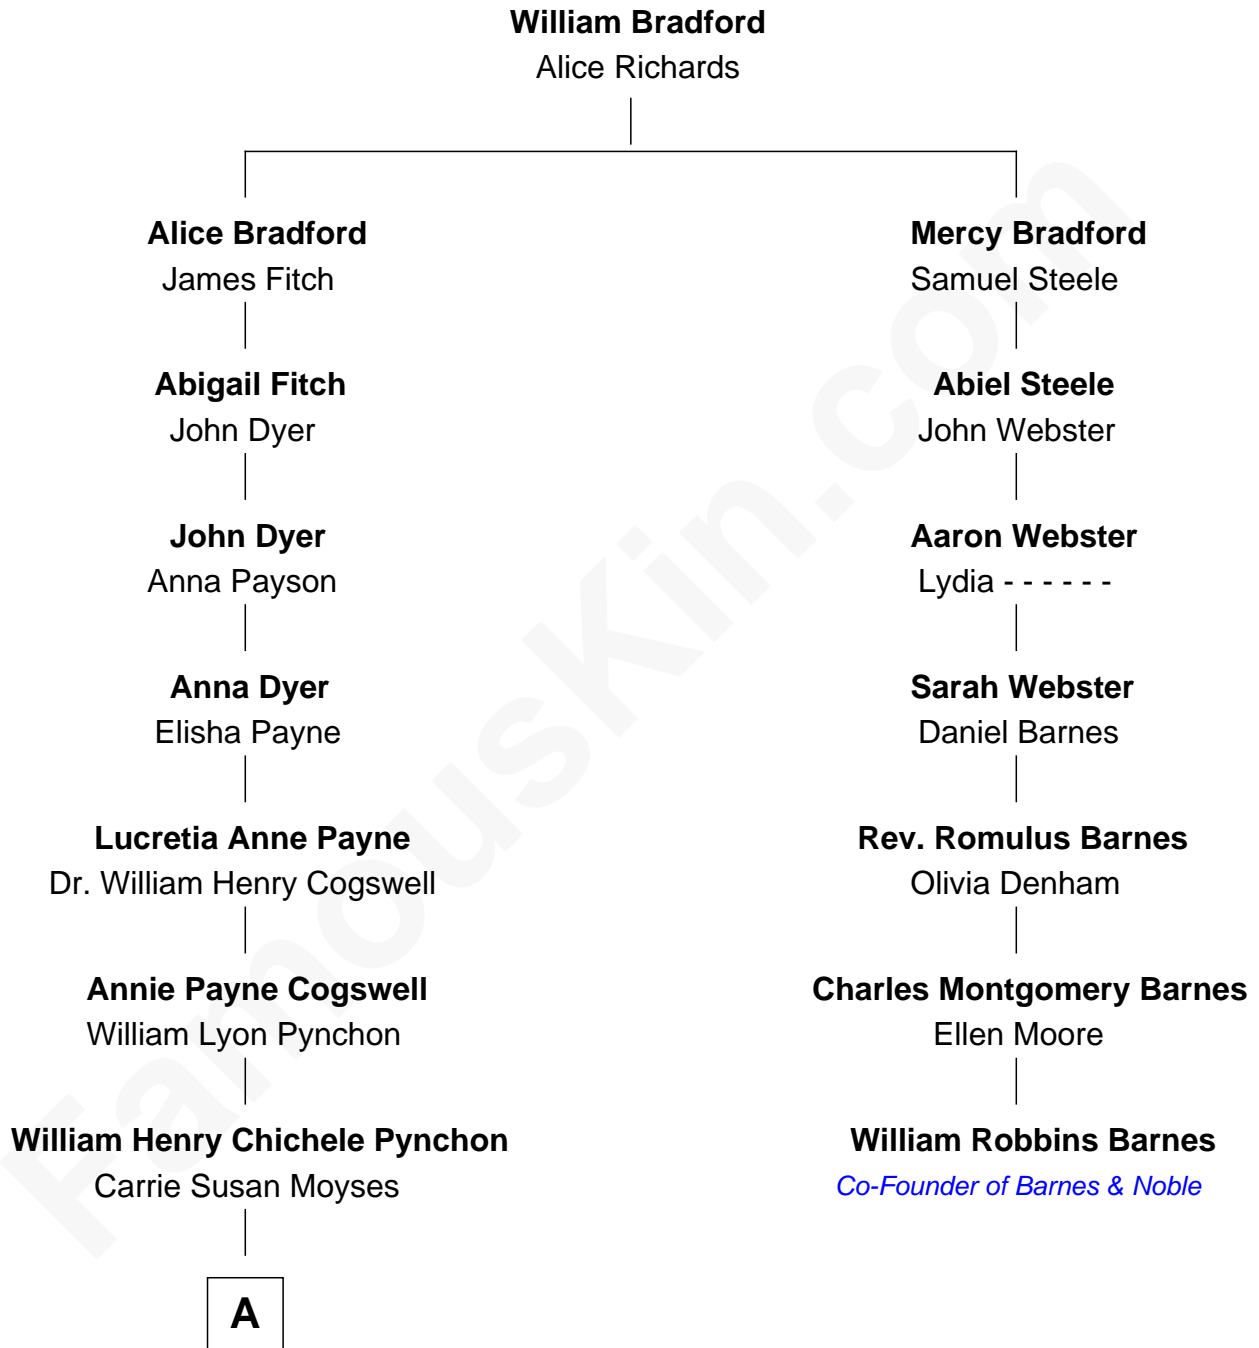 William Bradford
Alice Richards
Alice Bradford
James Fitch
Mercy Bradford
Samuel Steele
Abigail Fitch
John Dyer
Abiel Steele
John Webster
John Dyer
Anna Payson
Aaron Webster
Lydia - - - - - -
Anna Dyer
Elisha Payne
Sarah Webster
Daniel Barnes
Lucretia Anne Payne
Dr. William Henry Cogswell
Rev. Romulus Barnes
Olivia Denham
Annie Payne Cogswell
William Lyon Pynchon
Charles Montgomery Barnes
Ellen Moore
William Henry Chichele Pynchon
Carrie Susan Moyses
William Robbins Barnes
Co-Founder of Barnes & Noble
A
FamousKin.com